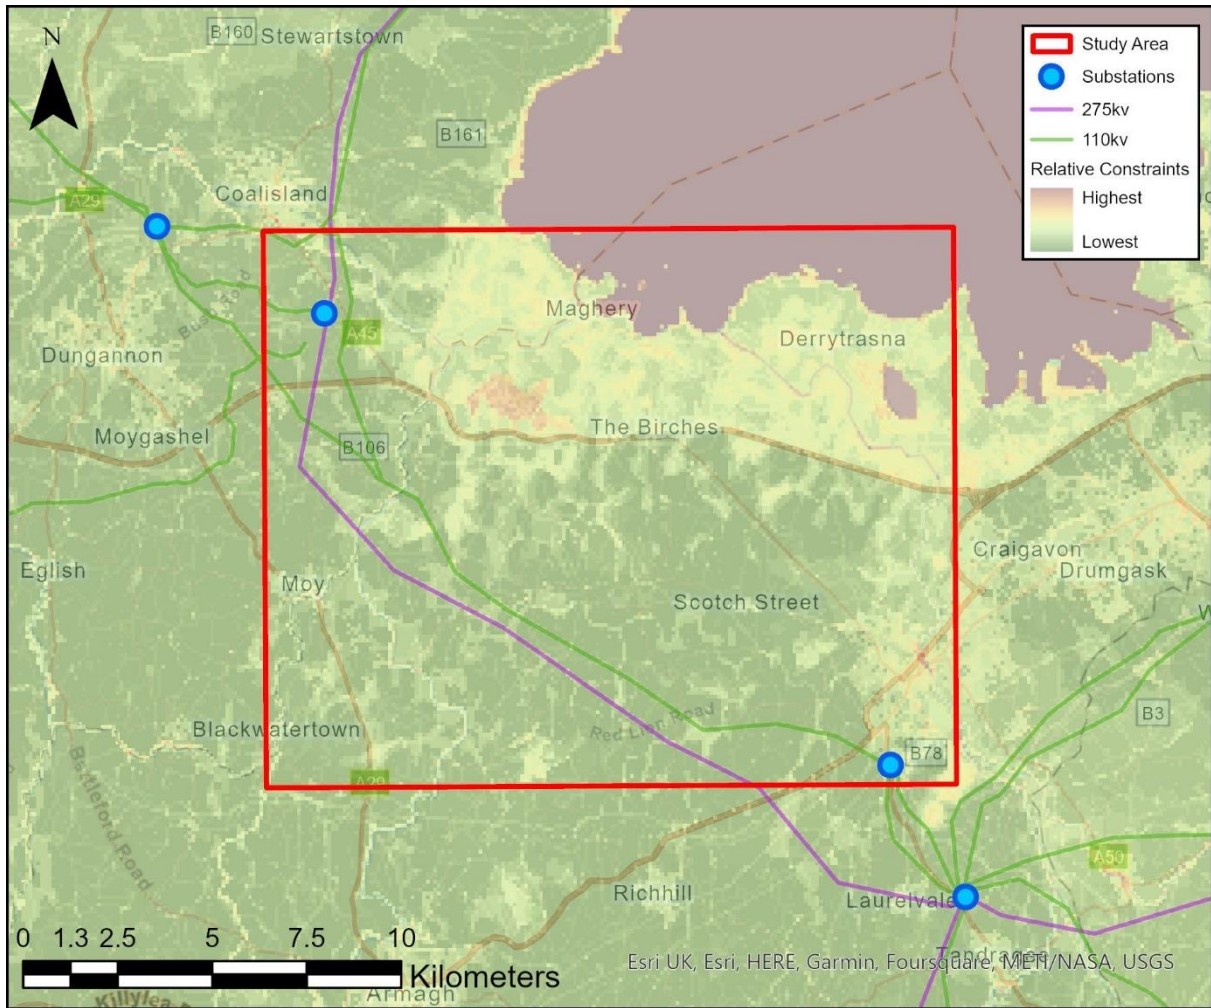 N
B160
Stewartstown
B161
Study Area
Substations
275kv
110kv
Relative Constraints
Highest
Lowest
A29
Coalisland
Maghery
Derrytrasna
A45
Dungannon
Moygashel
B106
The Birches
Eglish
Moy
Craigavon
Drumgask
Scotch Street
W
Blackwatertown
Red Lion Road
B78
B3
A29
Richhill
Laurelvale
A50
Tandragee
0 1.3 2.5 5 7.5 10
Kilometers
Armagh
Esri UK, Esri, HERE, Garmin, Foursquare, METI/NASA, USGS